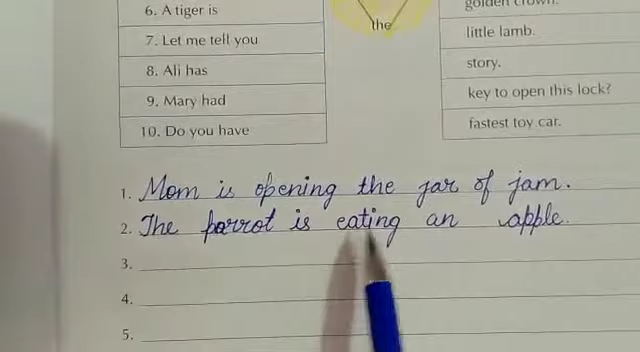 6. A tiger is
7. Let me tell you
8. Ali has
9. Mary had
10. Do you have
the
golden crown.
little lamb.
story.
key to open this lock?
fastest toy car.
1. Mom is opening the jar of jam.
2. The parrot is eating an apple.
3.
4.
5.